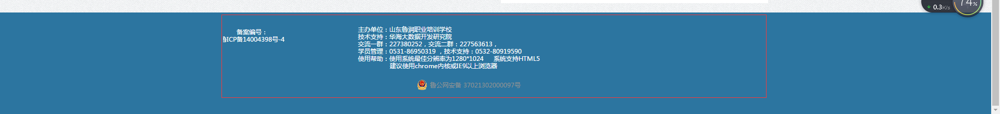 0.3K/s
74%
备案编号：
鲁ICP备14004398号-4
主办单位：山东鲁润职业培训学校
技术支持：华海大数据开发研究院
交流一群：227380252，交流二群：227563613，
学员管理：0531-86950319 ，技术支持：0532-80919590
使用帮助：使用系统最佳分辨率为1280*1024 系统支持HTML5
建议使用chrome内核或IE9以上浏览器
鲁公网安备 37021302000097号